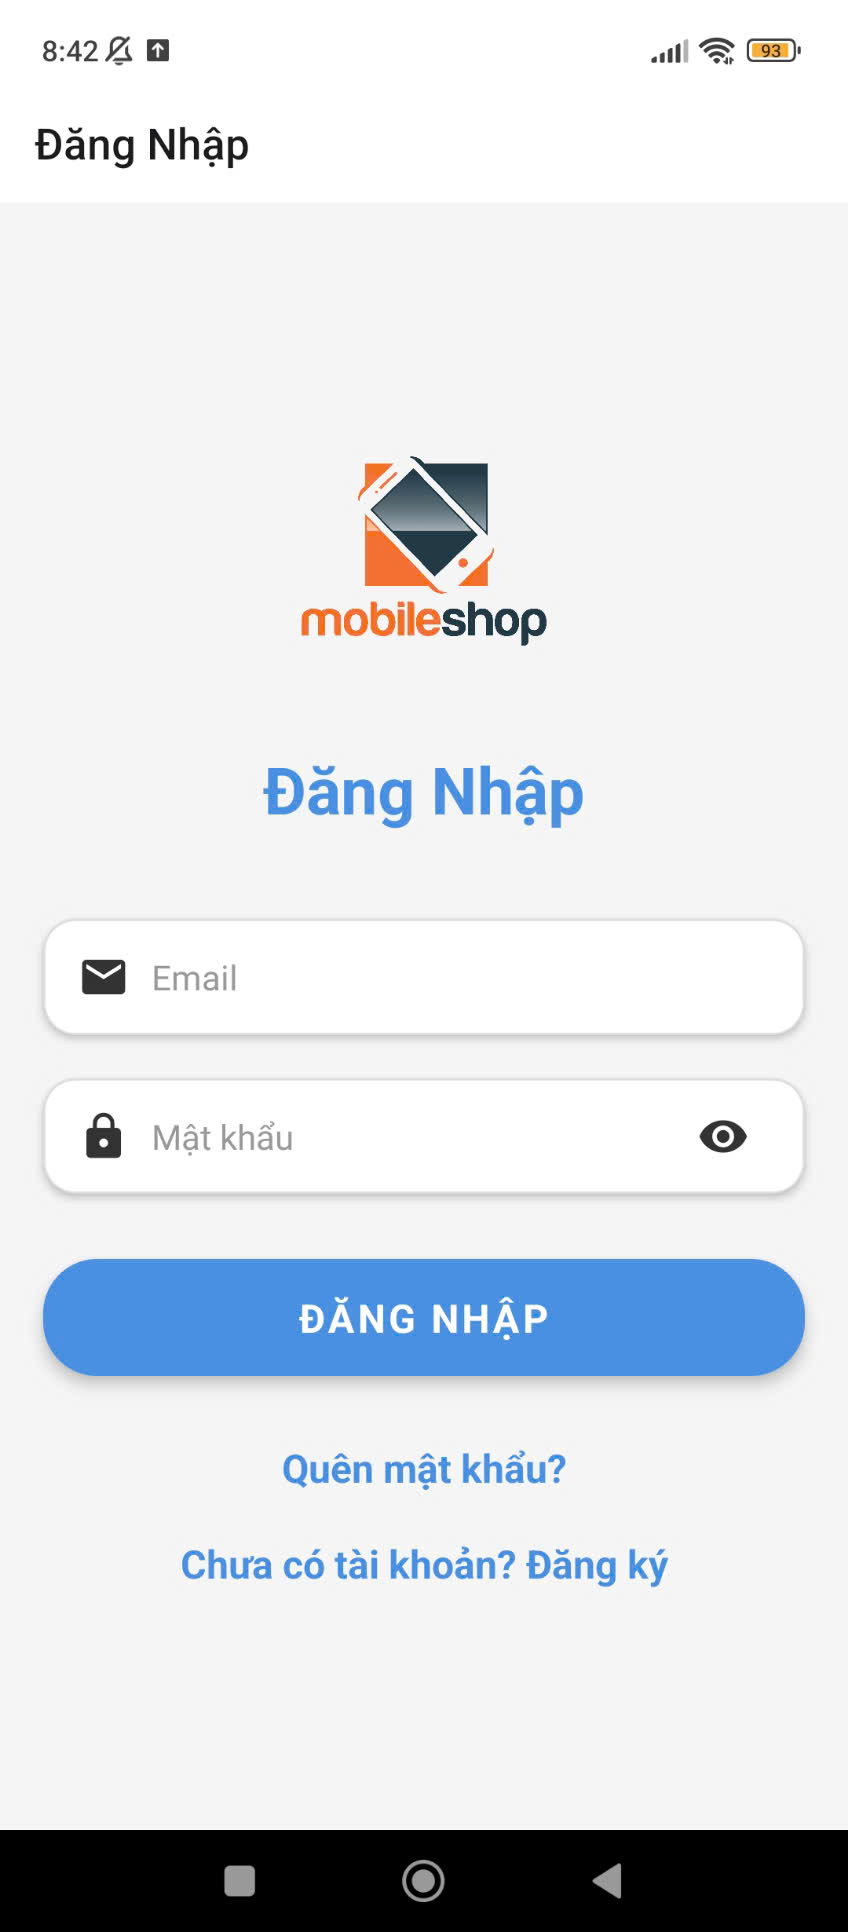 8:42
93
Đăng Nhập
mobileshop
Đăng Nhập
Email
Mật khẩu
ĐĂNG NHẬP
Quên mật khẩu?
Chưa có tài khoản? Đăng ký